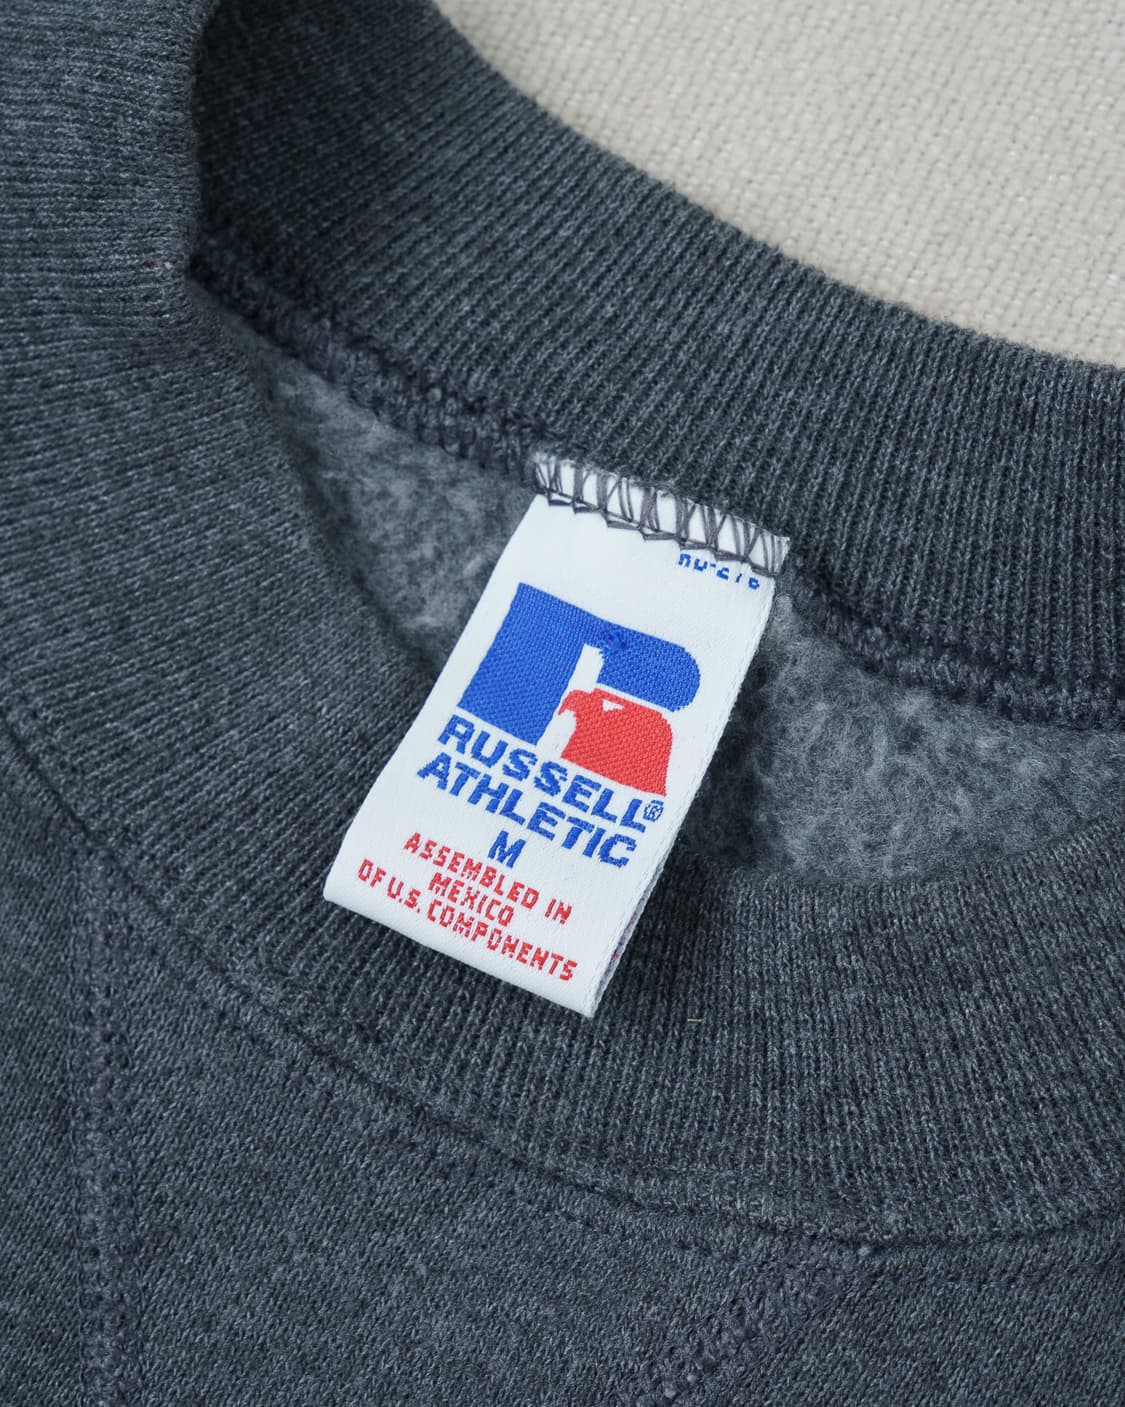 RUSSELL®
ATHLETIC
M
ASSEMBLED IN
MEXICO
OF U.S. COMPONENTS